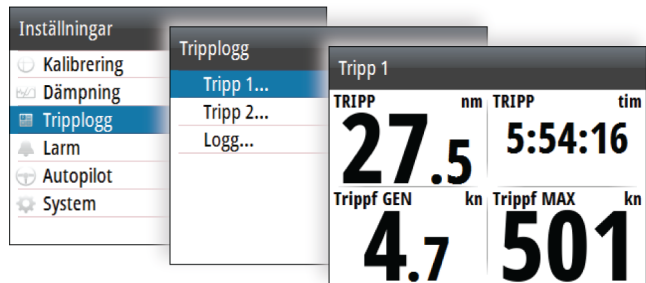 Inställningar
Kalibrering
Dämpning
Tripplogg
Larm
Autopilot
System
Tripplogg
Tripp 1...
Tripp 2...
Logg...
Tripp 1
TRIPP nm TRIPP tim
27.5 5:54:16
Trippf GEN kn Trippf MAX kn
4.7 501